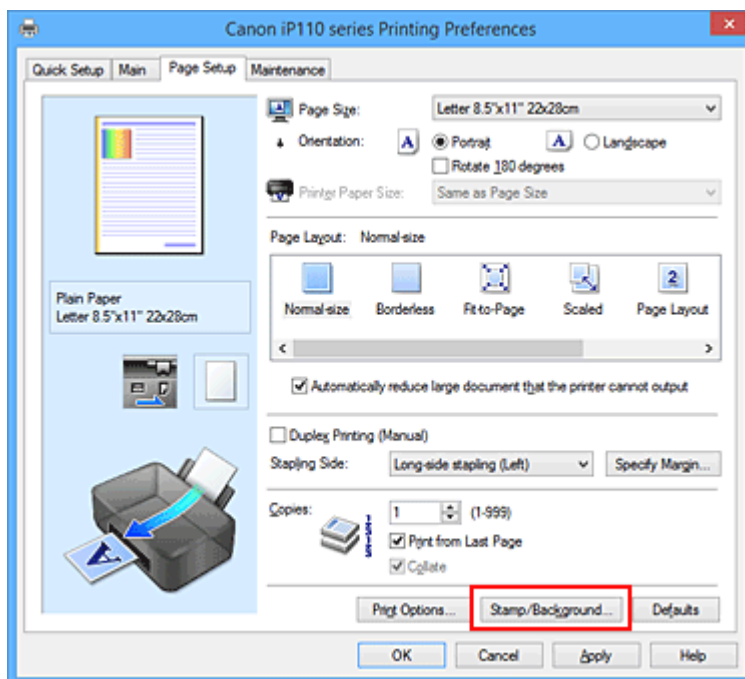 Canon iP110 series Printing Preferences
Quick Setup Main Page Setup Maintenance
Page Size: Letter 8.5"x11" 22x28cm
Orientation: A Portrait A Landscape
Rotate 180 degrees
Printer Paper Size: Same as Page Size
Page Layout: Normal-size
2
Normal-size Borderless Fit-to-Page Scaled Page Layout
Plain Paper
Letter 8.5"x11" 22x28cm
Automatically reduce large document that the printer cannot output
Duplex Printing (Manual)
Stapling Side: Long-side stapling (Left) Specify Margin...
Copies: 1 (1-999)
Print from Last Page
Collate
A
Print Options... Stamp/Background... Defaults
OK Cancel Apply Help